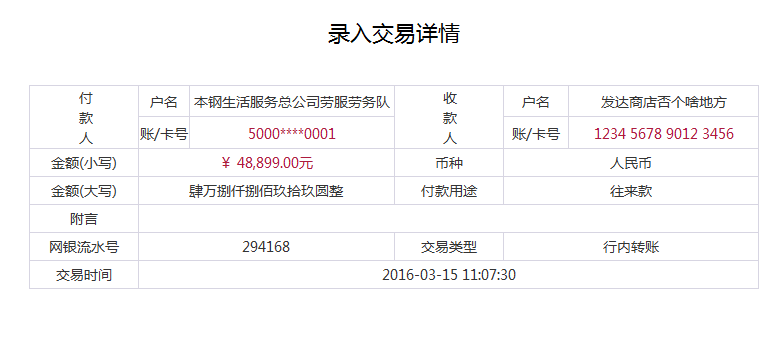 录入交易详情
付款人 户名 本钢生活服务总公司劳服劳务队 收款人 户名 发达商店否个啥地方
账/卡号 5000****0001 账/卡号 1234 5678 9012 3456
金额(小写) ¥ 48,899.00元 币种 人民币
金额(大写) 肆万捌仟捌佰玖拾玖圆整 付款用途 往来款
附言
网银流水号 294168 交易类型 行内转账
交易时间 2016-03-15 11:07:30